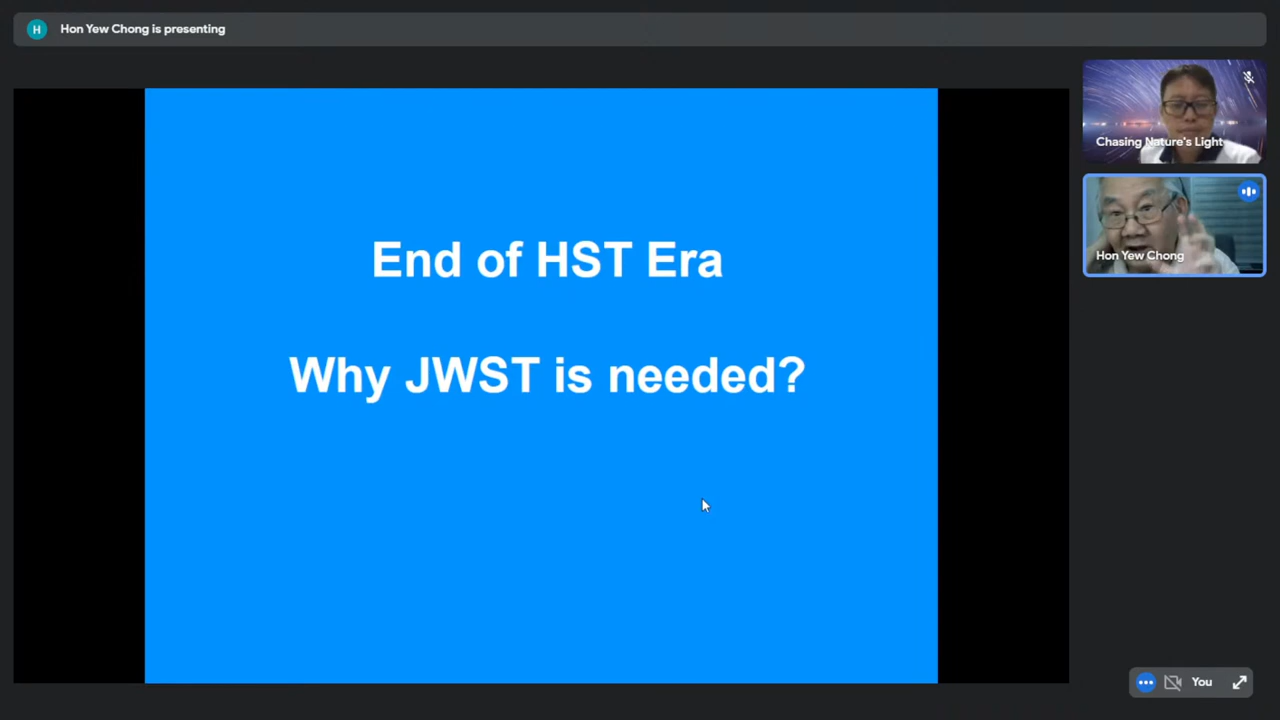 H
Hon Yew Chong is presenting
Chasing Nature's Light
Hon Yew Chong
End of HST Era
Why JWST is needed?
You